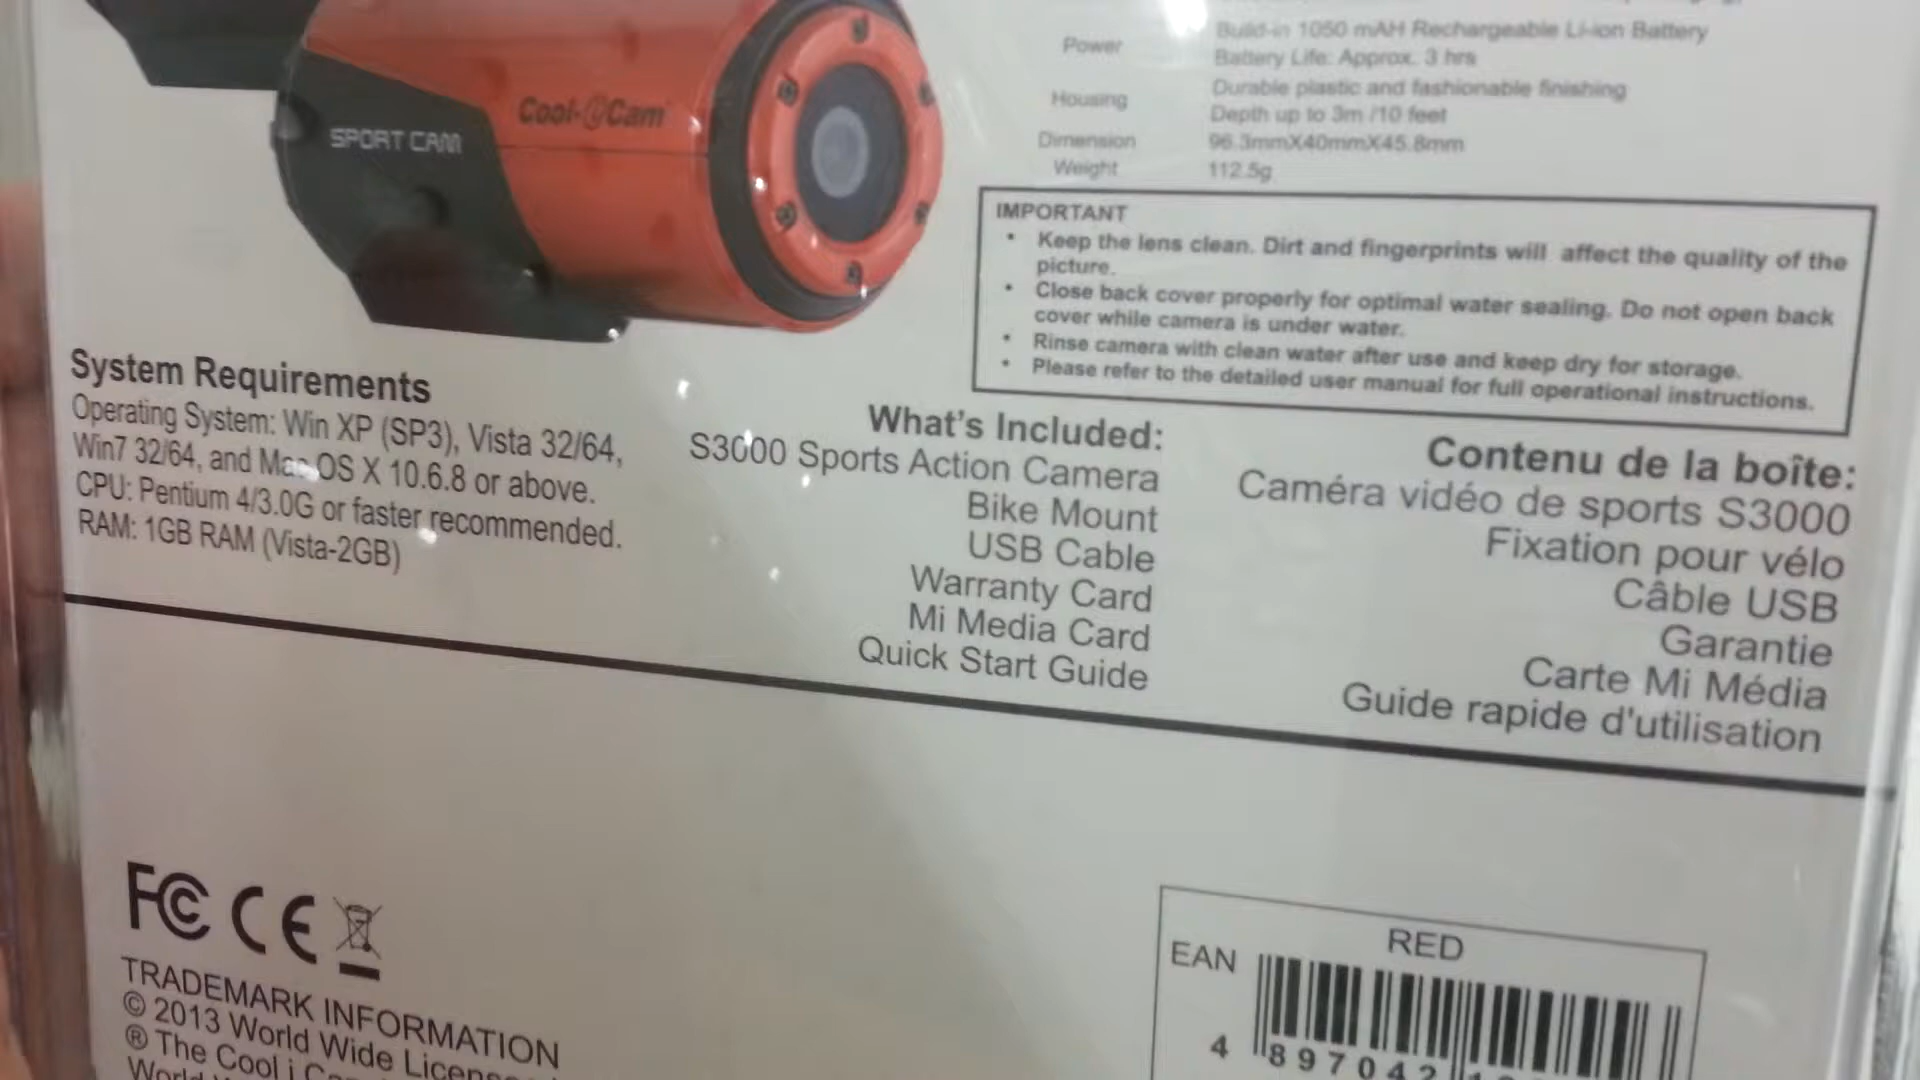 Power
Build-in 1050 mAH Rechargeable Li-ion Battery
Battery Life: Approx. 3 hrs
Housing
Durable plastic and fashionable finishing
Depth up to 3m /10 feet
Dimension
96.3mmX40mmX45.8mm
Weight
112.5g
SPORT CAM
Cool-iCam
IMPORTANT
• Keep the lens clean. Dirt and fingerprints will affect the quality of the
picture.
• Close back cover properly for optimal water sealing. Do not open back
cover while camera is under water.
• Rinse camera with clean water after use and keep dry for storage.
• Please refer to the detailed user manual for full operational instructions.
System Requirements
Operating System: Win XP (SP3), Vista 32/64,
Win7 32/64, and Mac OS X 10.6.8 or above.
CPU: Pentium 4/3.0G or faster recommended.
RAM: 1GB RAM (Vista-2GB)
What's Included:
S3000 Sports Action Camera
Bike Mount
USB Cable
Warranty Card
Mi Media Card
Quick Start Guide
Contenu de la boîte:
Caméra vidéo de sports S3000
Fixation pour vélo
Câble USB
Garantie
Carte Mi Média
Guide rapide d'utilisation
FC CE
TRADEMARK INFORMATION
© 2013 World Wide
® The Cool i
World
RED
EAN
4 897042